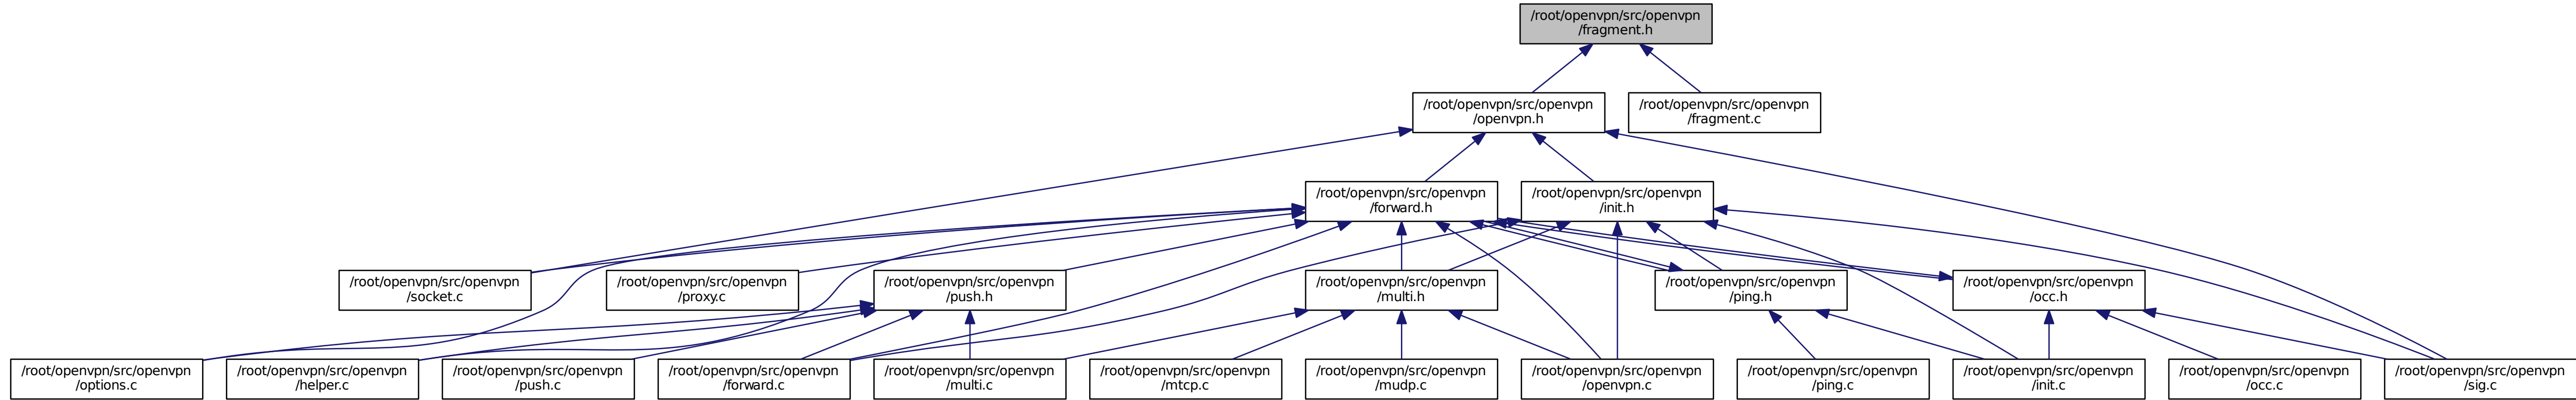 /root/openvpn/src/openvpn
/fragment.h
/root/openvpn/src/openvpn
/openvpn.h
/root/openvpn/src/openvpn
/fragment.c
/root/openvpn/src/openvpn
/forward.h
/root/openvpn/src/openvpn
/init.h
/root/openvpn/src/openvpn
/socket.c
/root/openvpn/src/openvpn
/proxy.c
/root/openvpn/src/openvpn
/push.h
/root/openvpn/src/openvpn
/multi.h
/root/openvpn/src/openvpn
/ping.h
/root/openvpn/src/openvpn
/occ.h
/root/openvpn/src/openvpn
/options.c
/root/openvpn/src/openvpn
/helper.c
/root/openvpn/src/openvpn
/push.c
/root/openvpn/src/openvpn
/forward.c
/root/openvpn/src/openvpn
/multi.c
/root/openvpn/src/openvpn
/mtcp.c
/root/openvpn/src/openvpn
/mudp.c
/root/openvpn/src/openvpn
/openvpn.c
/root/openvpn/src/openvpn
/ping.c
/root/openvpn/src/openvpn
/init.c
/root/openvpn/src/openvpn
/occ.c
/root/openvpn/src/openvpn
/sig.c